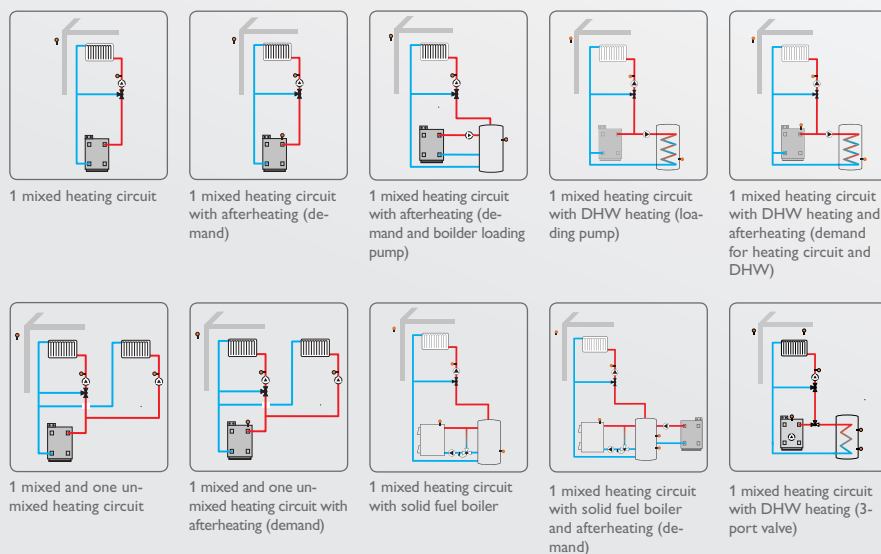 1 mixed heating circuit
1 mixed heating circuit
with afterheating (de-
mand)
1 mixed heating circuit
with afterheating (de-
mand and boilder loading
pump)
1 mixed heating circuit
with DHW heating (loa-
ding pump)
1 mixed heating circuit
with DHW heating and
afterheating (demand
for heating circuit and
DHW)
1 mixed and one un-
mixed heating circuit
1 mixed and one un-
mixed heating circuit with
afterheating (demand)
1 mixed heating circuit
with solid fuel boiler
1 mixed heating circuit
with solid fuel boiler
and afterheating (de-
mand)
1 mixed heating circuit
with DHW heating (3-
port valve)